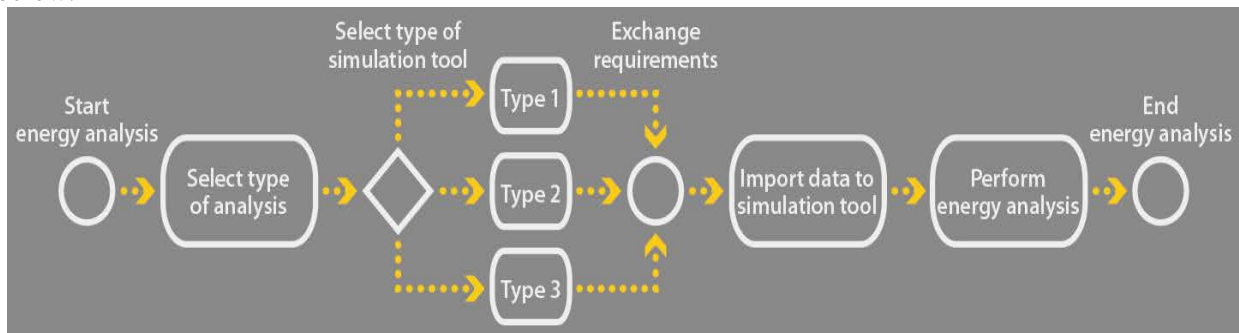 Select type of
simulation tool
Exchange
requirements
Type 1
Start
energy analysis
End
energy analysis
Select type
of analysis
Type 2
Import data to
simulation tool
Perform
energy analysis
Type 3